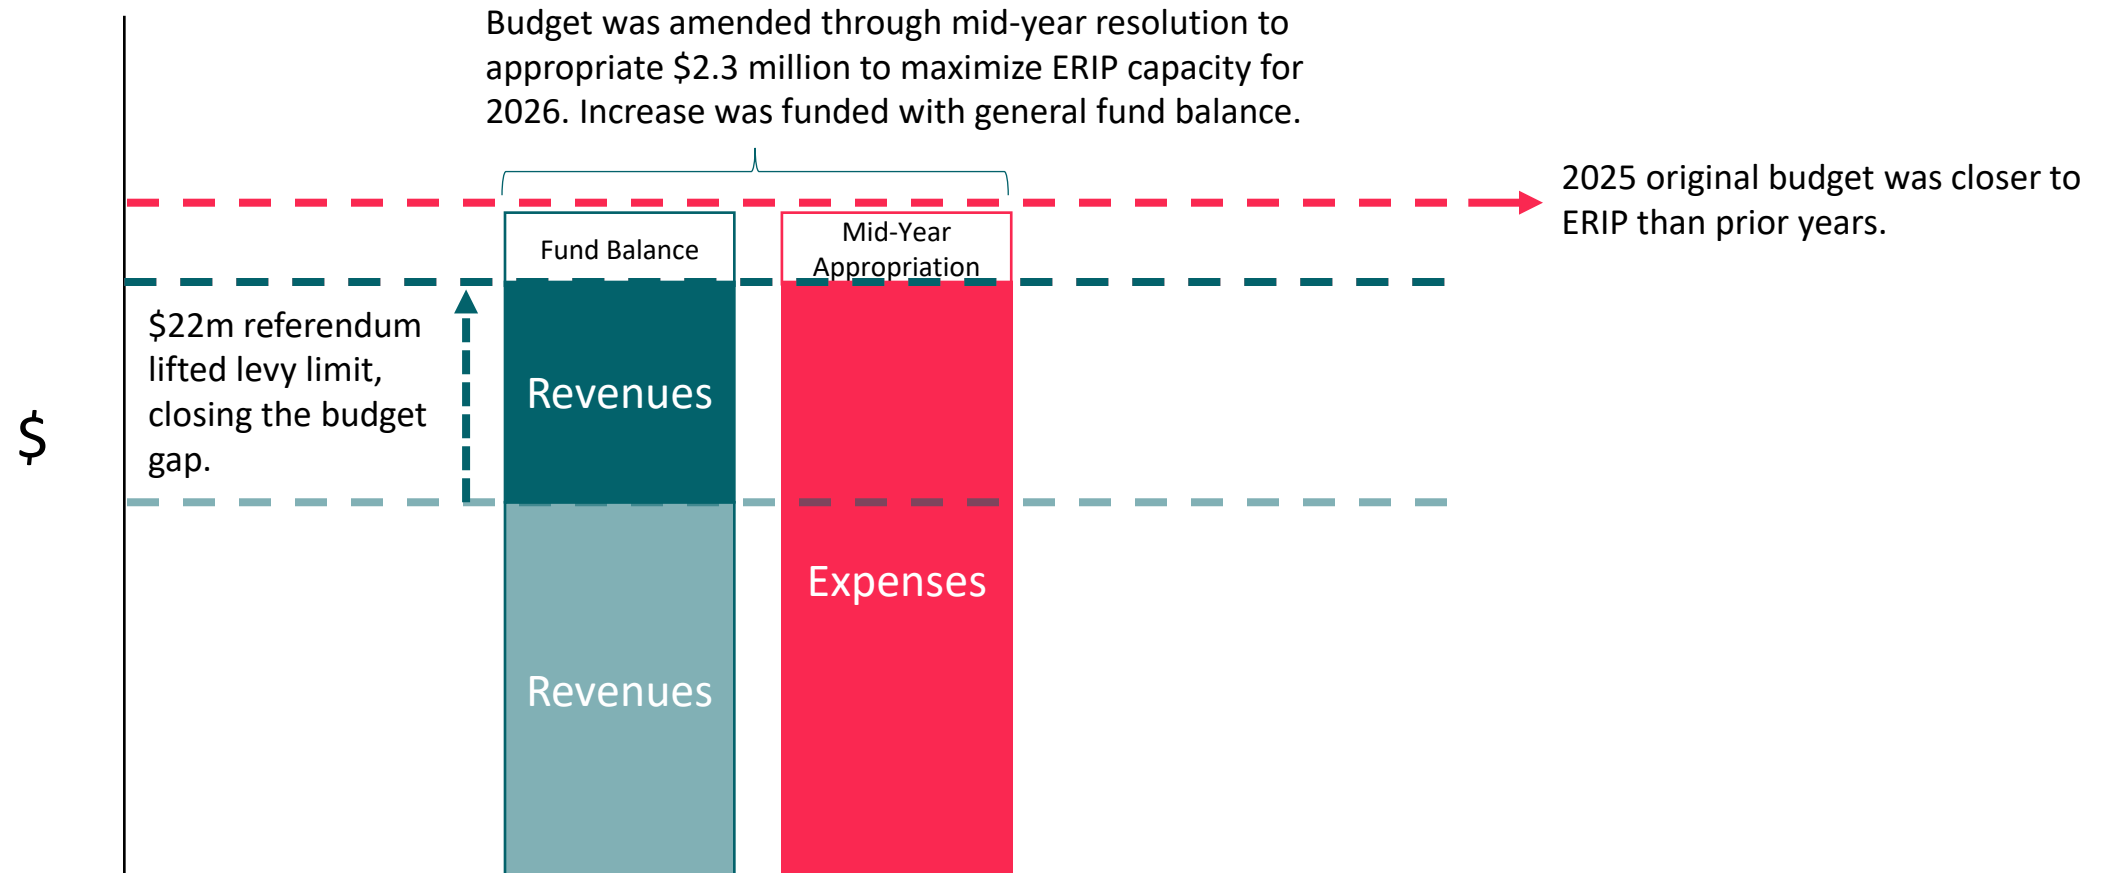 Budget was amended through mid-year resolution to
appropriate $2.3 million to maximize ERIP capacity for
2026. Increase was funded with general fund balance.
2025 original budget was closer to
ERIP than prior years.
Fund Balance
Mid-Year
Appropriation
$22m referendum
lifted levy limit,
closing the budget
gap.
$
Revenues
Expenses
Revenues